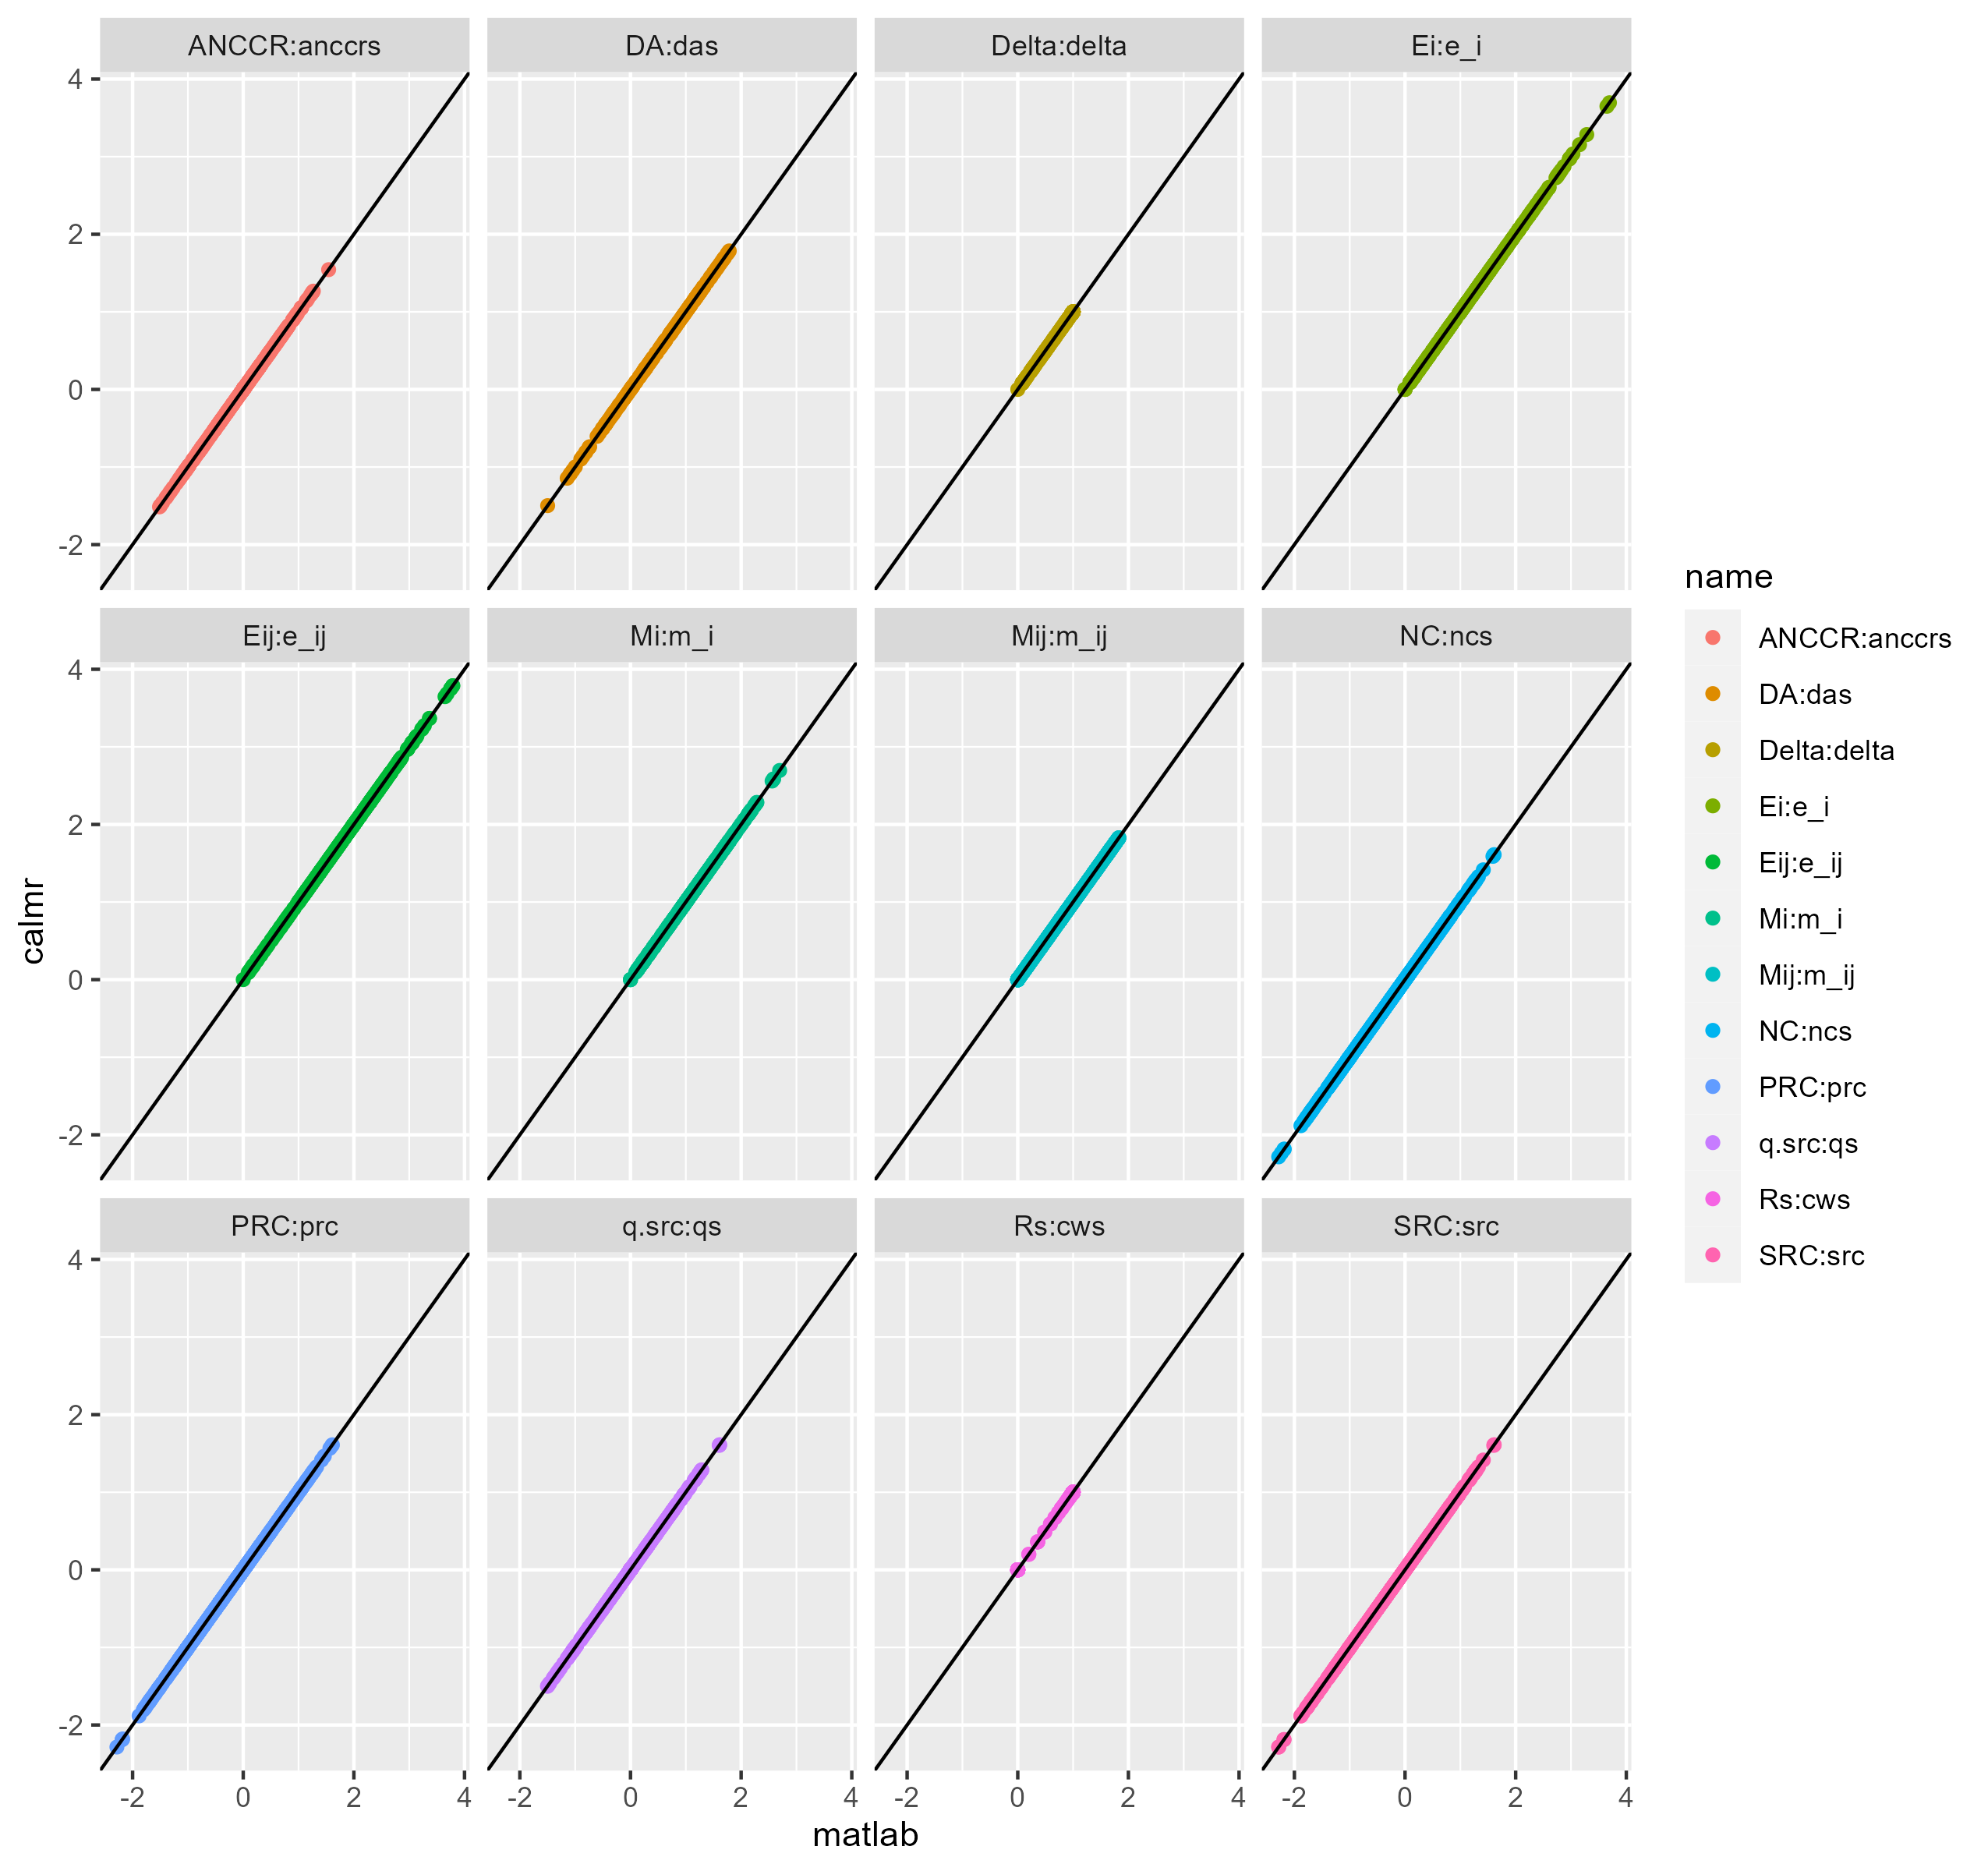 ANCCR:anccrs DA:das Delta:delta Ei:e_i
4
2
0
-2
Eij:e_ij Mi:m_i Mij:m_ij NC:ncs
4
2
0
-2
PRC:prc q.src:qs Rs:cws SRC:src
4
2
0
-2
-2 0 2 4 -2 0 2 4 -2 0 2 4 -2 0 2 4
matlab
calmr
name
ANCCR:anccrs
DA:das
Delta:delta
Ei:e_i
Eij:e_ij
Mi:m_i
Mij:m_ij
NC:ncs
PRC:prc
q.src:qs
Rs:cws
SRC:src